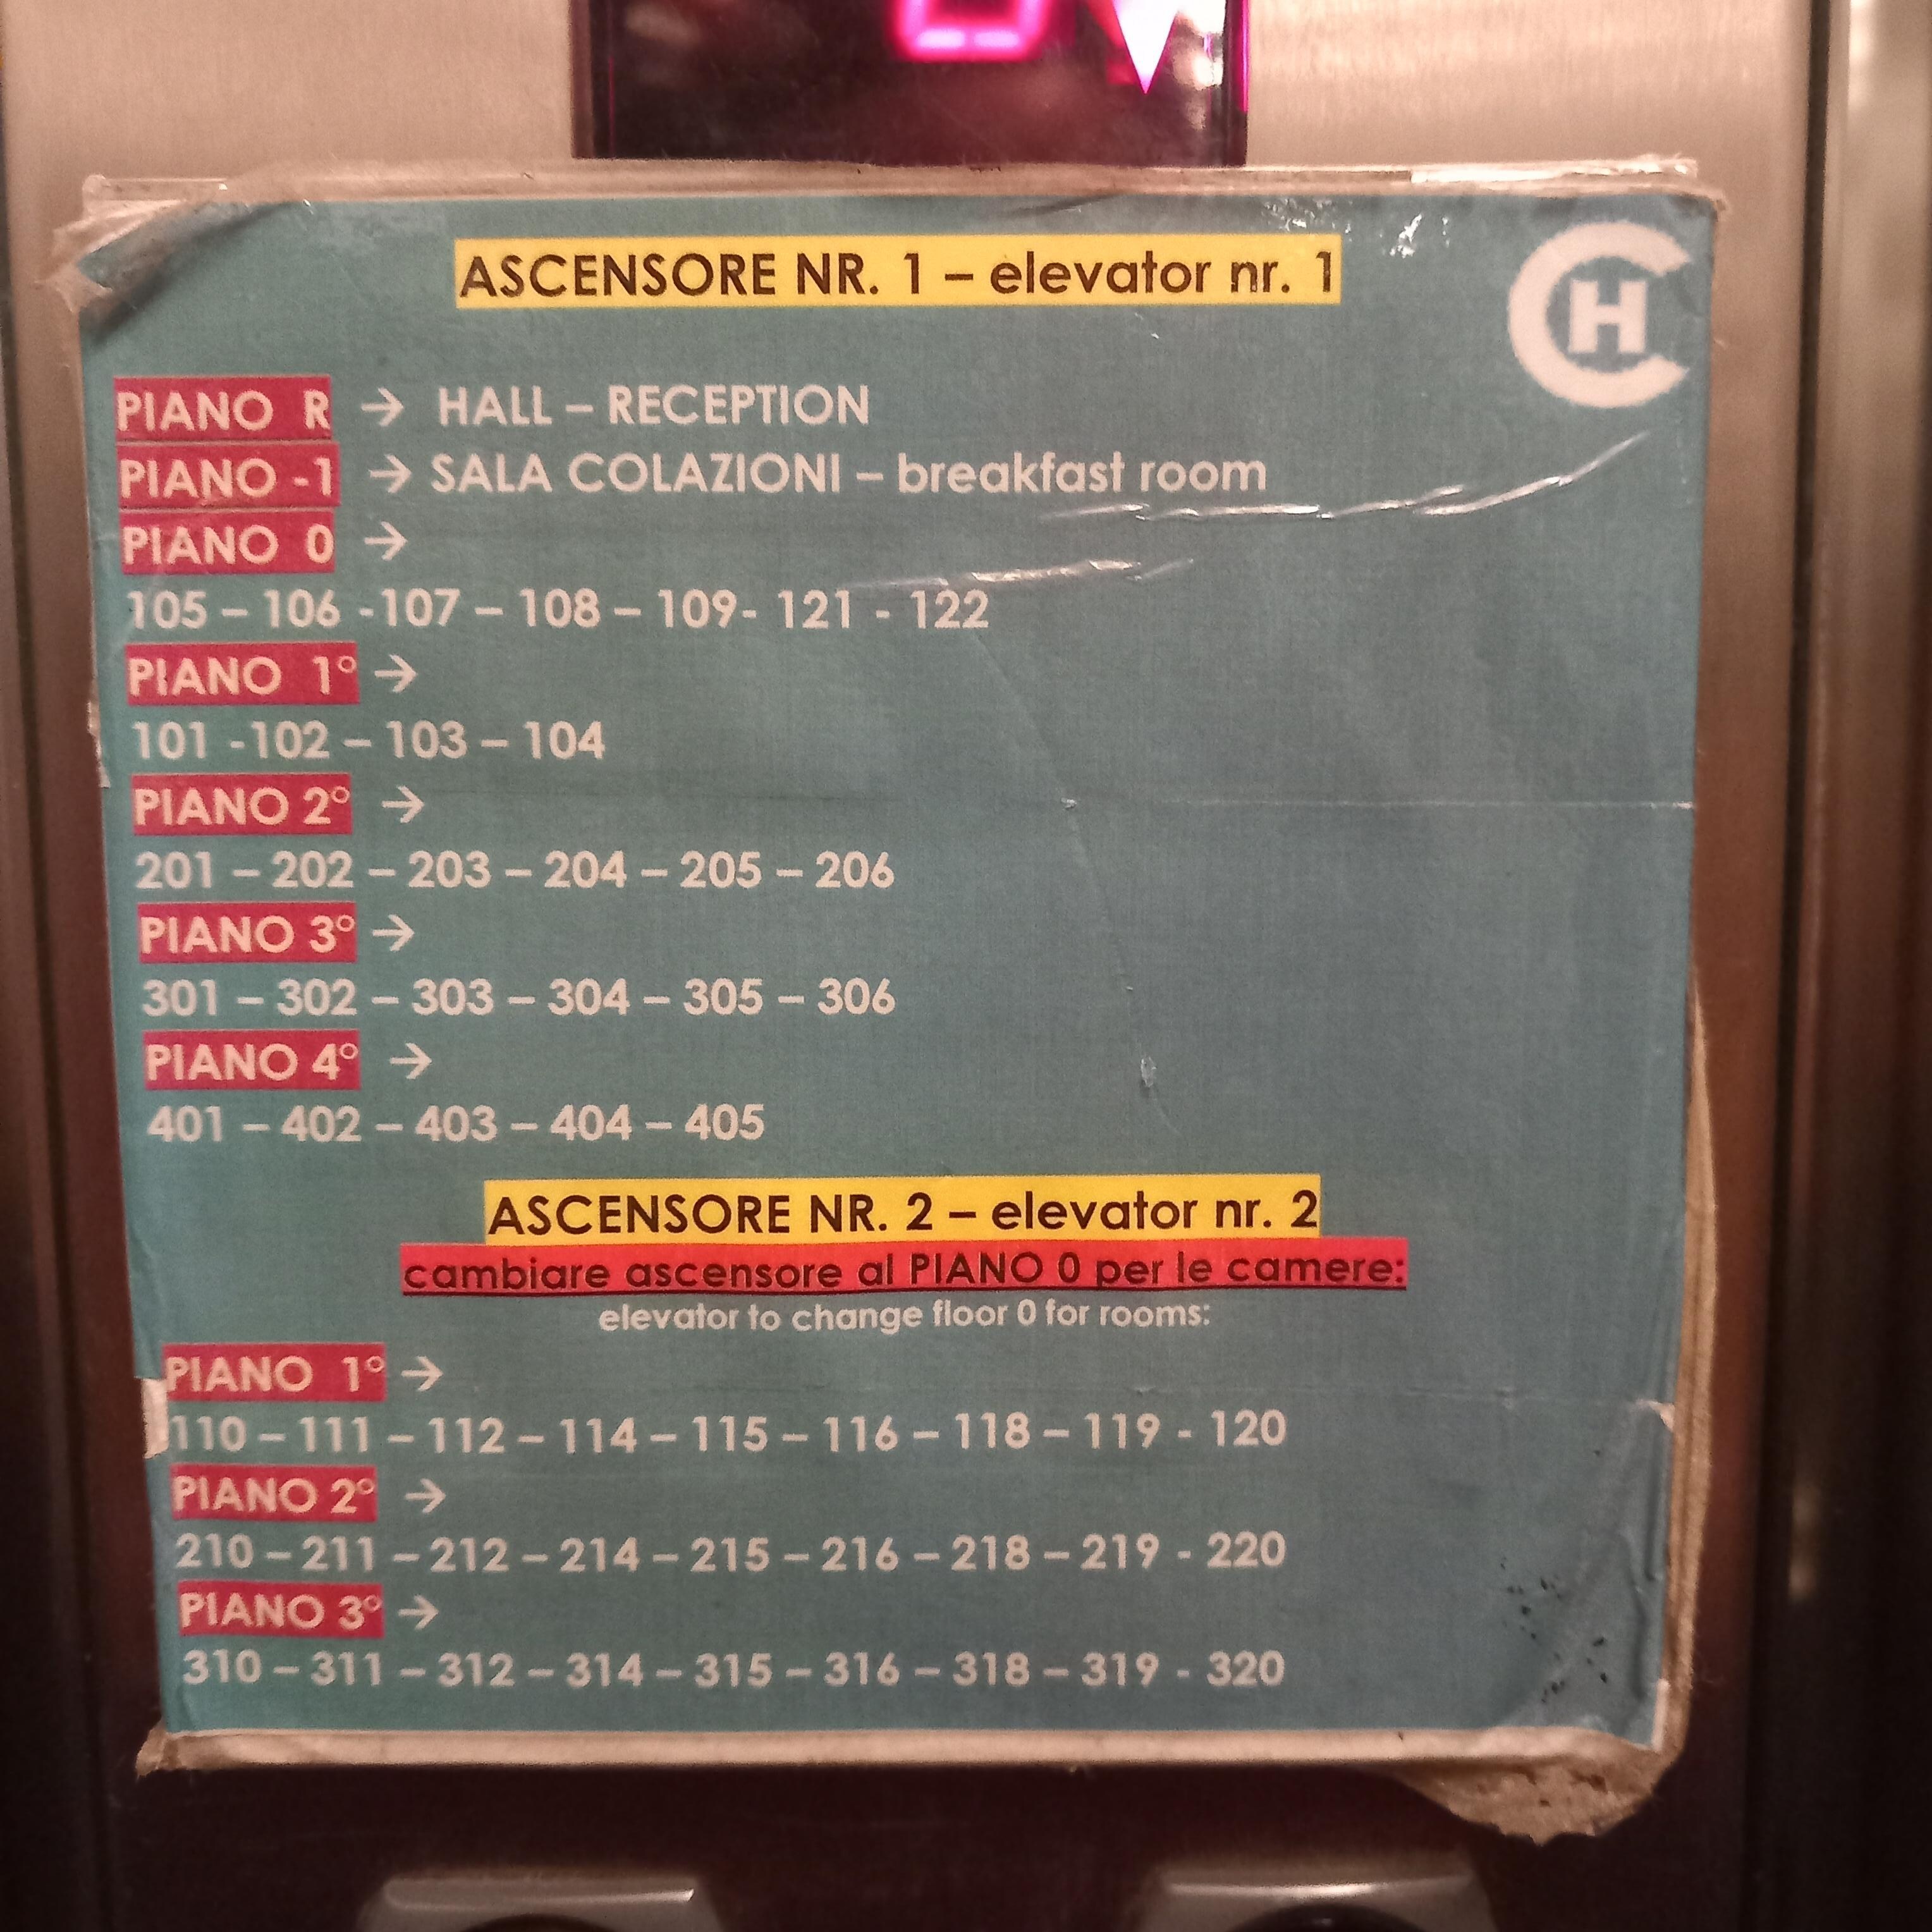 ASCENSORE NR. 1 – elevator nr. 1
CH
PIANO R → HALL – RECEPTION
PIANO -1 → SALA COLAZIONI – breakfast room
PIANO 0 →
105 – 106 -107 – 108 – 109- 121 - 122
PIANO 1° →
101 -102 – 103 – 104
PIANO 2° →
201 – 202 – 203 – 204 – 205 – 206
PIANO 3° →
301 – 302 – 303 – 304 – 305 – 306
PIANO 4° →
401 – 402 – 403 – 404 – 405
ASCENSORE NR. 2 – elevator nr. 2
cambiare ascensore al PIANO 0 per le camere:
elevator to change floor 0 for rooms:
PIANO 1° →
110 – 111 – 112 – 114 – 115 – 116 – 118 – 119 - 120
PIANO 2° →
210 – 211 – 212 – 214 – 215 – 216 – 218 – 219 - 220
PIANO 3° →
310 – 311 – 312 – 314 – 315 – 316 – 318 – 319 - 320